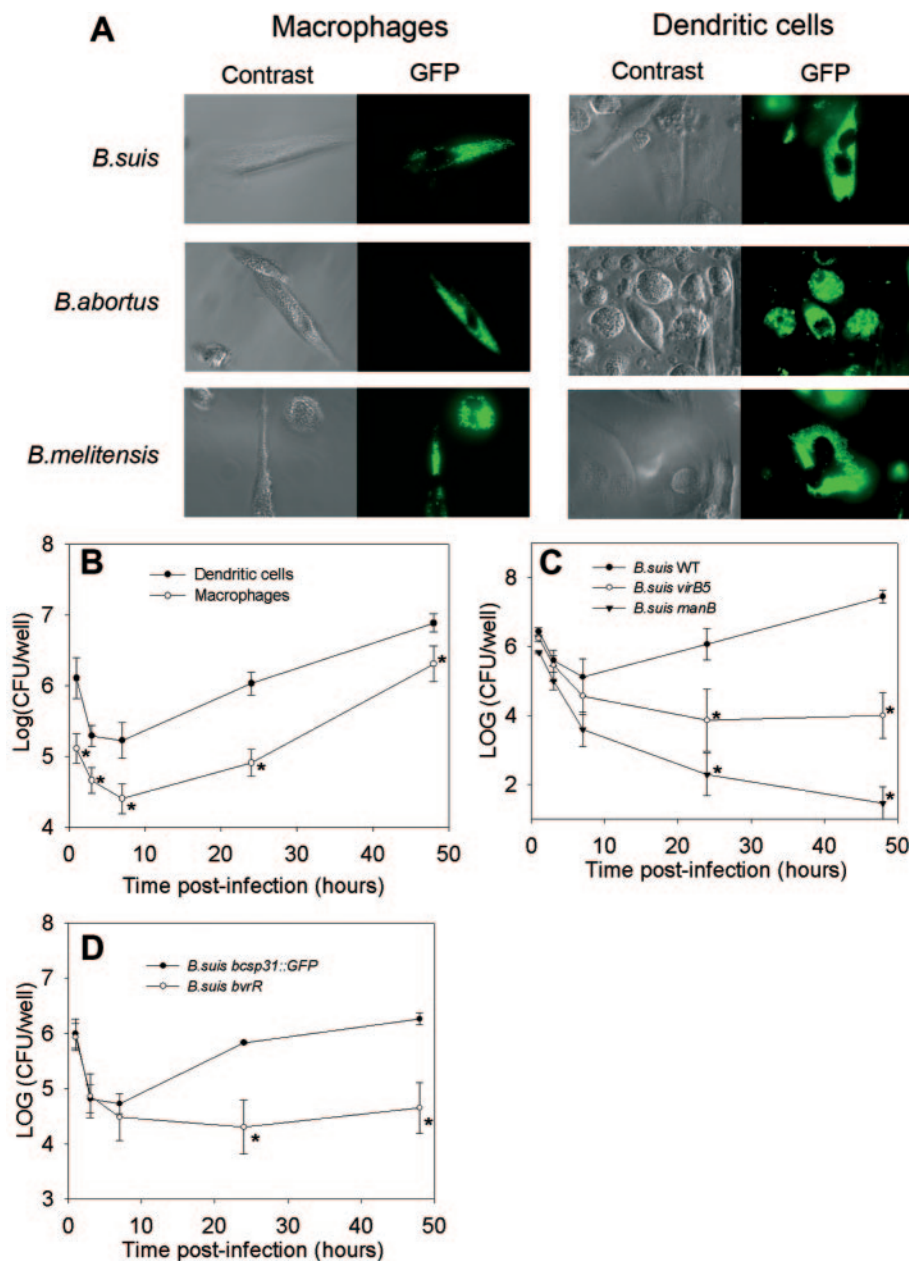 A
Macrophages
Dendritic cells
Contrast
GFP
Contrast
GFP
B.suis
B.abortus
B.melitensis
B
Dendritic cells
Macrophages
Log(CFU/well)
8
7
6
5
4
0
10
20
30
40
50
Time post-infection (hours)
*
*
*
*
*
C
B.suis WT
B.suis virB5
B.suis manB
LOG (CFU/well)
8
6
4
2
0
10
20
30
40
50
Time post-infection (hours)
*
*
*
*
D
B.suis bcsp31::GFP
B.suis bvrR
LOG (CFU/well)
8
7
6
5
4
3
0
10
20
30
40
50
Time post-infection (hours)
*
*